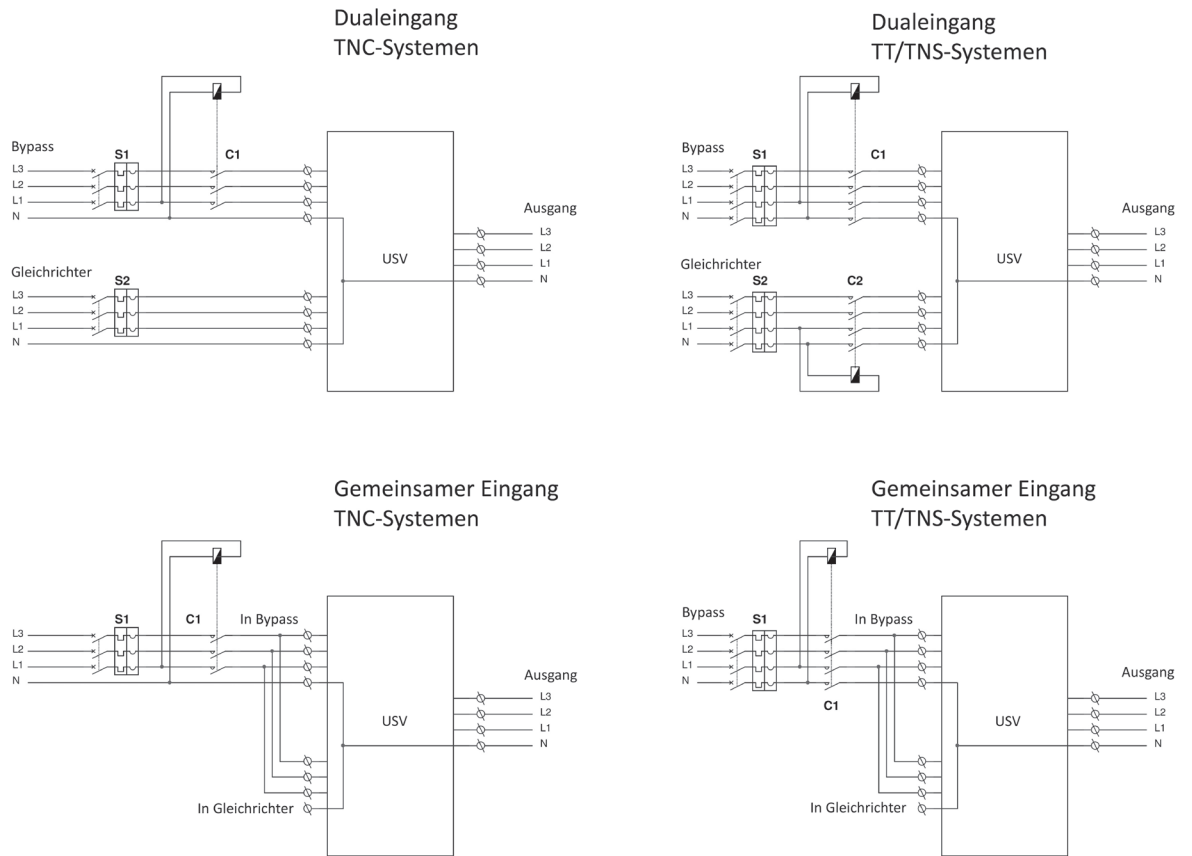 Dualeingang
TNC-Systemen
Bypass
S1
C1
L3
L2
L1
N
Ausgang
L3
L2
L1
N
USV
Gleichrichter
S2
L3
L2
L1
N
Dualeingang
TT/TNS-Systemen
Bypass
S1
C1
L3
L2
L1
N
Ausgang
L3
L2
L1
N
USV
Gleichrichter
S2
C2
L3
L2
L1
N
Gemeinsamer Eingang
TNC-Systemen
S1
C1
In Bypass
L3
L2
L1
N
Ausgang
L3
L2
L1
N
USV
In Gleichrichter
Gemeinsamer Eingang
TT/TNS-Systemen
Bypass
S1
In Bypass
L3
L2
L1
N
C1
Ausgang
L3
L2
L1
N
USV
In Gleichrichter